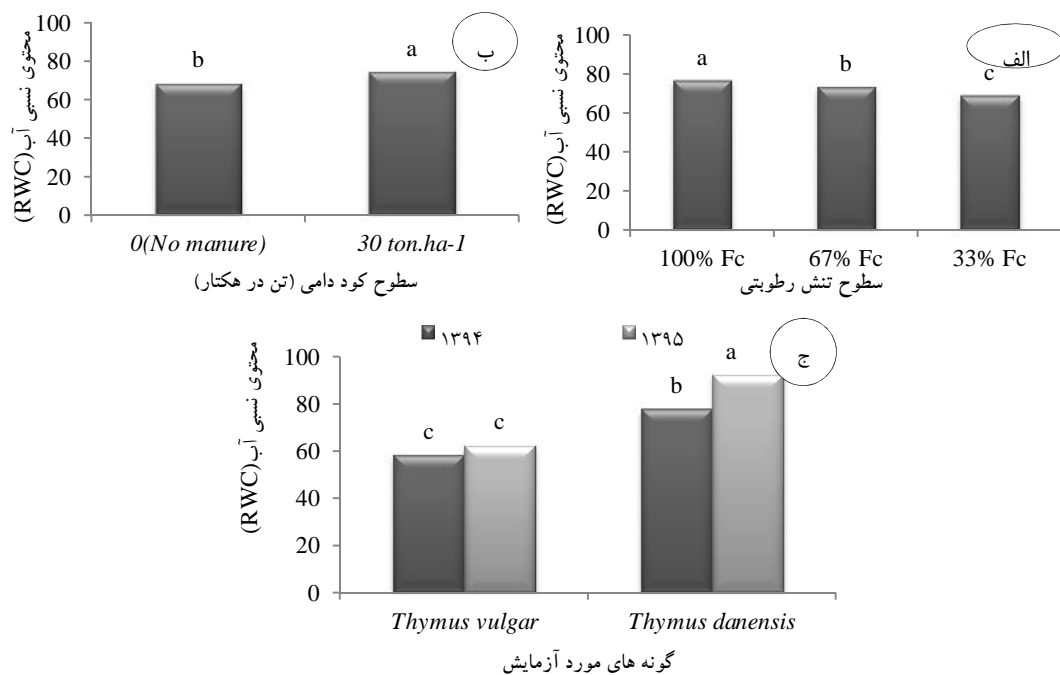 ب
محتوی نسبی آب(RWC)
100
80
60
40
20
0
b
a
0(No manure)
30 ton.ha-1
سطوح کود دامی (تن در هکتار)
الف
محتوی نسبی آب(RWC)
100
80
60
40
20
0
a
b
c
100% Fc
67% Fc
33% Fc
سطوح تنش رطوبتی
۱۳۹۴
۱۳۹۵
ج
محتوی نسبی آب(RWC)
100
80
60
40
20
0
c
c
b
a
Thymus vulgar
Thymus danensis
گونه های مورد آزمایش